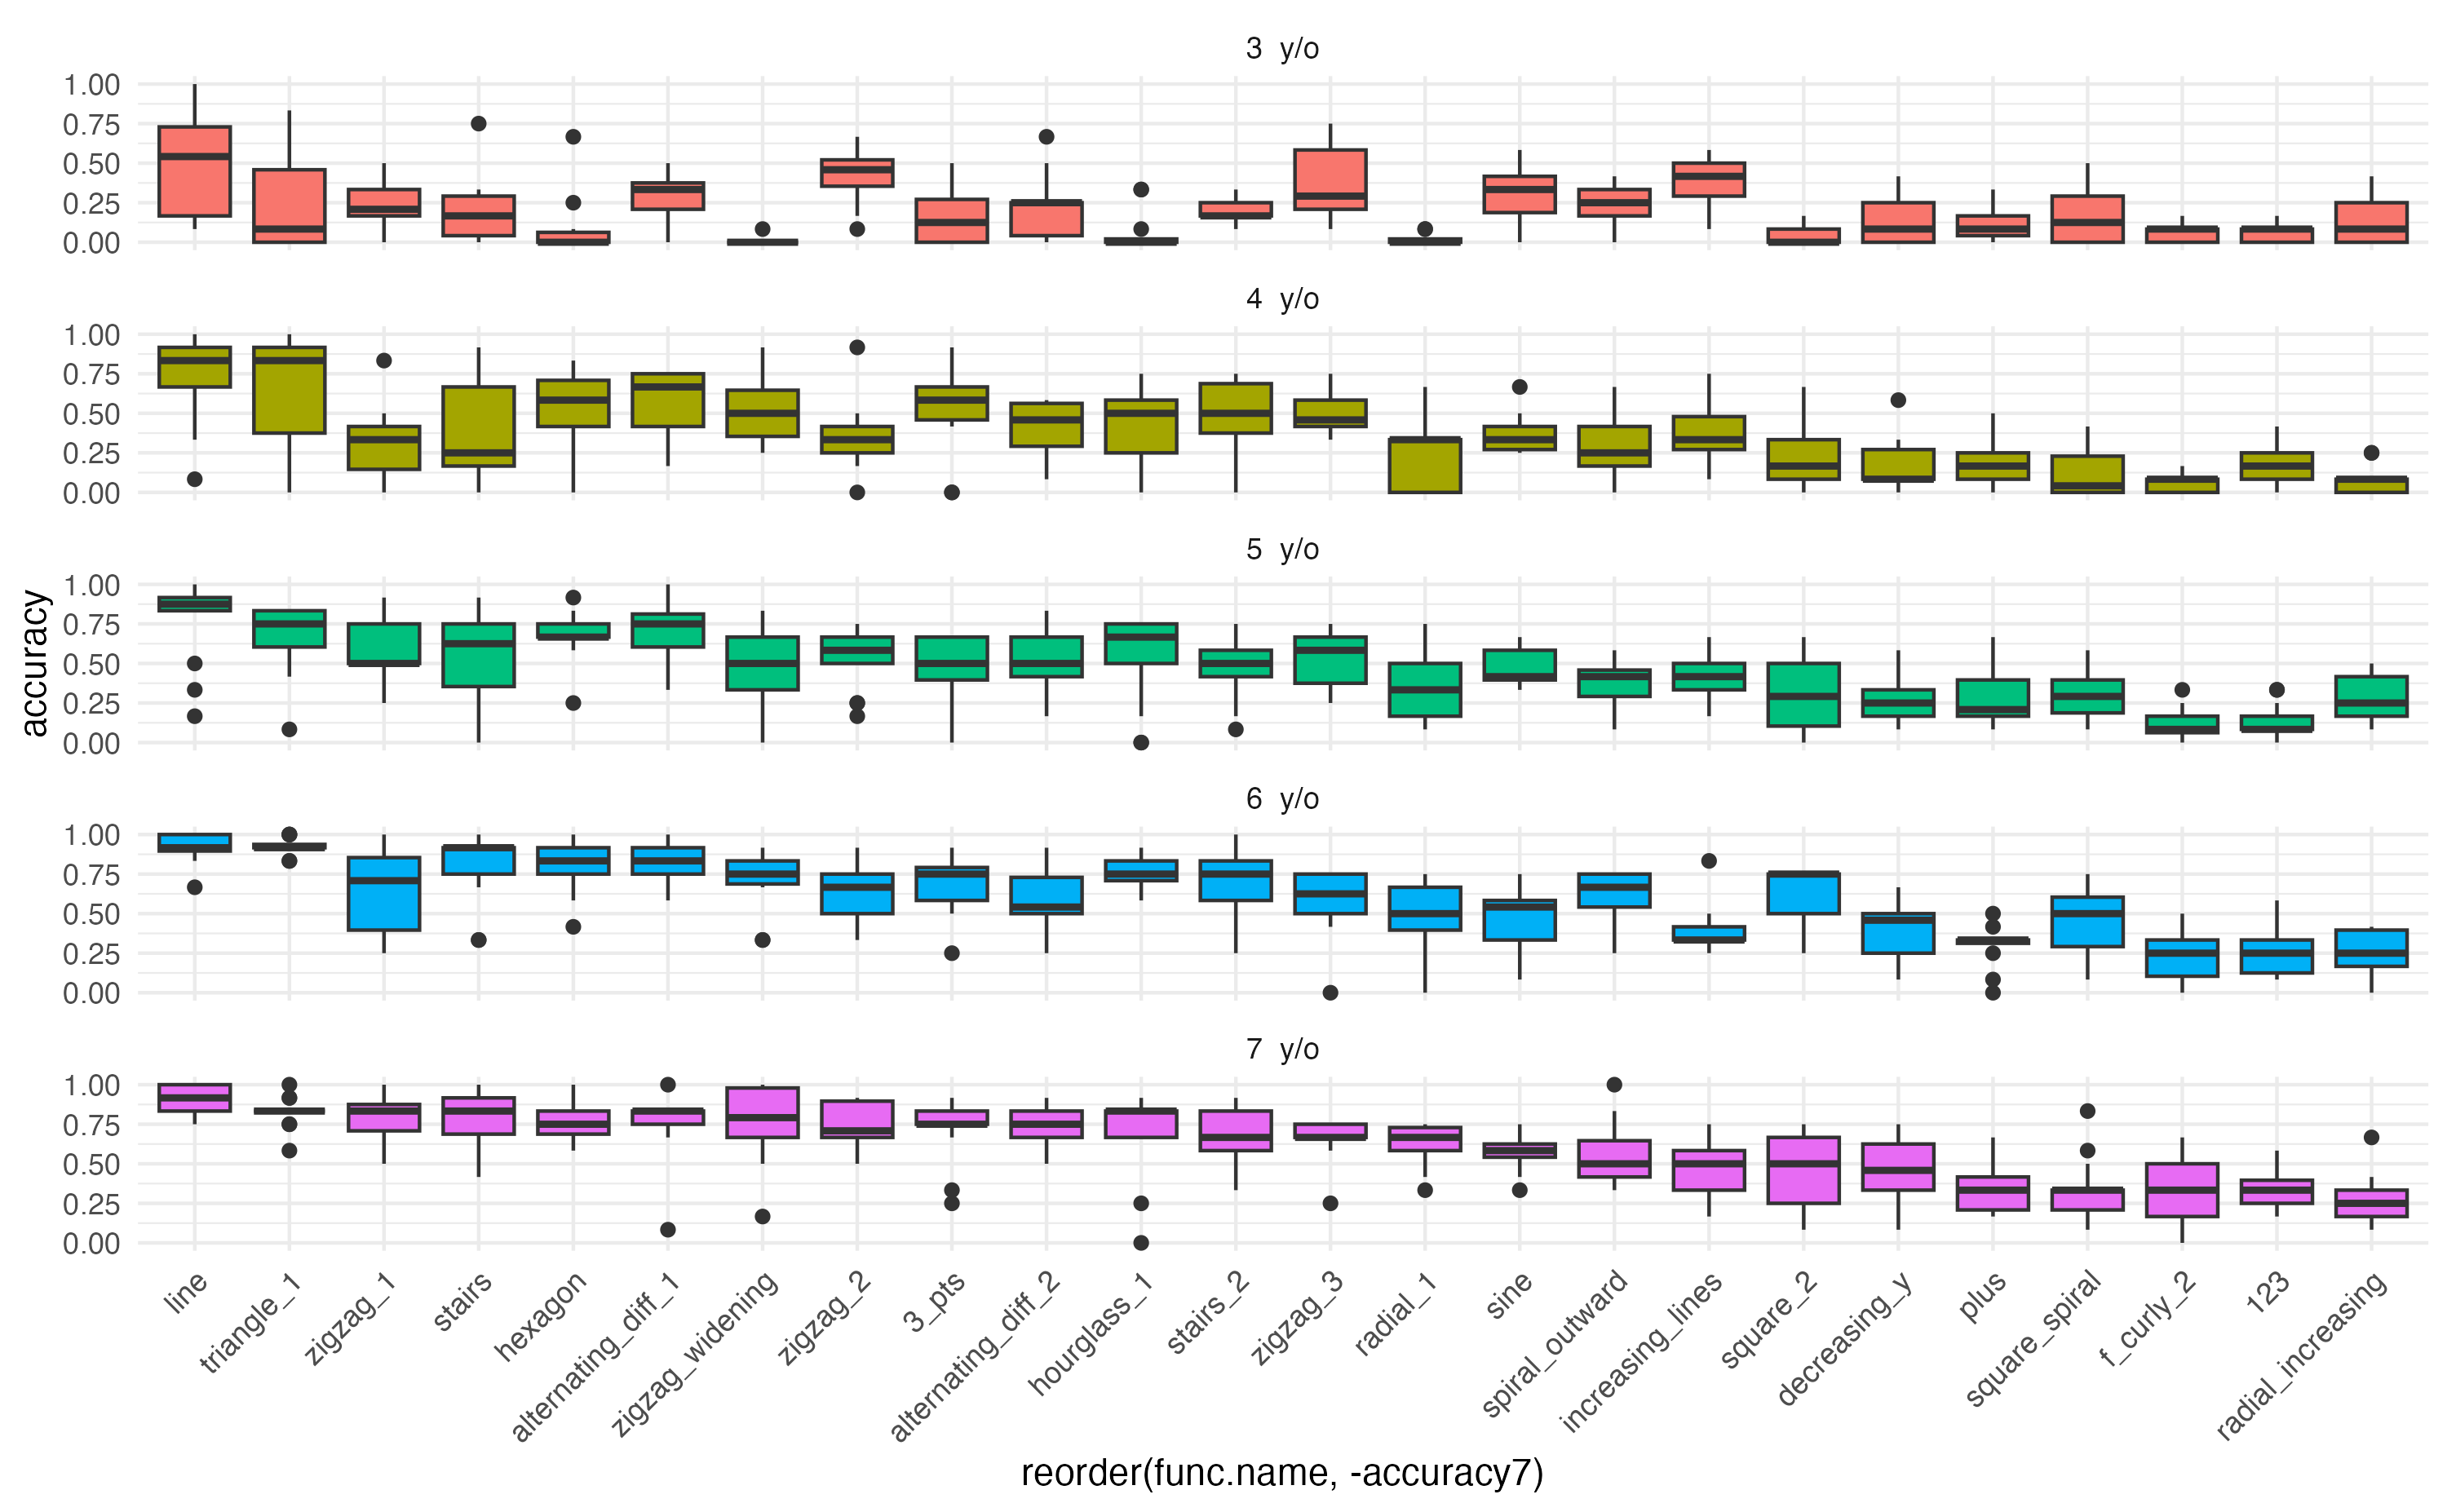 3 y/o
1.00
0.75
0.50
0.25
0.00
4 y/o
1.00
0.75
0.50
0.25
0.00
5 y/o
1.00
0.75
0.50
0.25
0.00
accuracy
6 y/o
1.00
0.75
0.50
0.25
0.00
7 y/o
1.00
0.75
0.50
0.25
0.00
line
triangle_1
zigzag_1
stairs
hexagon
alternating_diff_1
zigzag_widening
zigzag_2
3_pts
alternating_diff_2
hourglass_1
stairs_2
zigzag_3
radial_1
sine
spiral_outward
increasing_lines
square_2
decreasing_y
plus
square_spiral
f_curly_2
123
radial_increasing
reorder(func.name, -accuracy7)